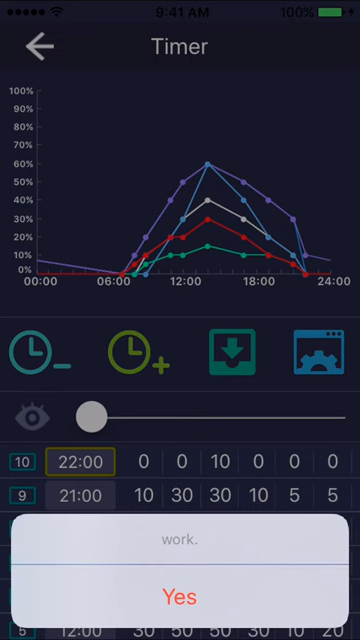 9:41 AM 100%
Timer
100%
90%
80%
70%
60%
50%
40%
30%
20%
10%
0%
00:00 06:00 12:00 18:00 24:00
10 22:00 0 0 10 0 0 0
9 21:00 10 30 30 10 5 5
work.
Yes
5 12:00 30 50 50 30 10 20